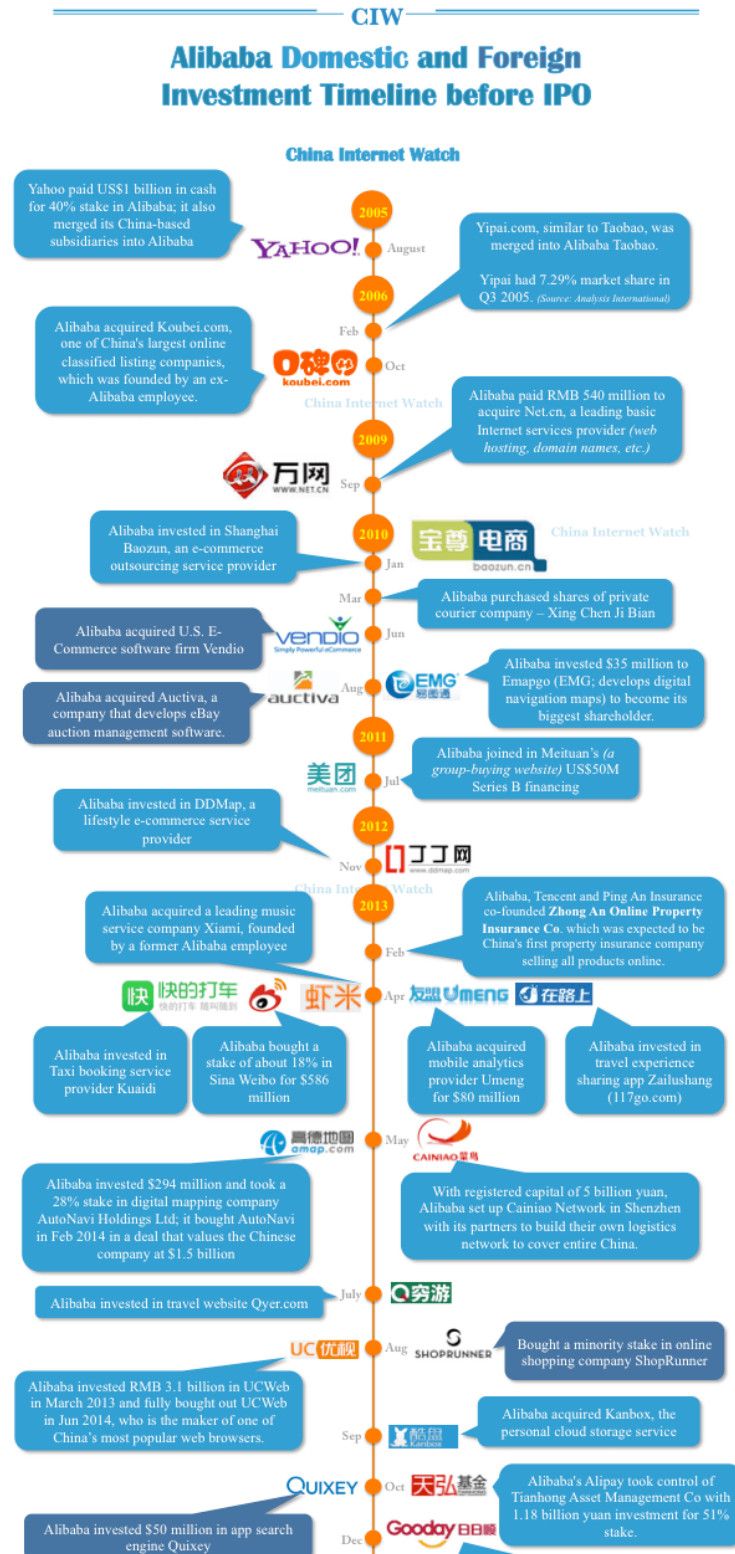 CIW
Alibaba Domestic and Foreign
Investment Timeline before IPO
China Internet Watch
Yahoo paid US$1 billion in cash
for 40% stake in Alibaba; it also
merged its China-based
subsidiaries into Alibaba
2005
YAHOO!
August
Yipai.com, similar to Taobao, was
merged into Alibaba Taobao.
Yipai had 7.29% market share in
Q3 2005. (Source: Analysis International)
2006
Feb
Alibaba acquired Koubei.com,
one of China's largest online
classified listing companies,
which was founded by an ex-
Alibaba employee.
口碑网
koubei.com
Oct
China Internet Watch
Alibaba paid RMB 540 million to
acquire Net.cn, a leading basic
Internet services provider (web
hosting, domain names, etc.)
2009
万网
WWW.NET.CN
Sep
2010
Alibaba invested in Shanghai
Baozun, an e-commerce
outsourcing service provider
宝尊电商
baozun.cn
China Internet Watch
Jan
Mar
Alibaba purchased shares of private
courier company – Xing Chen Ji Bian
Alibaba acquired U.S. E-
Commerce software firm Vendio
vendio
Simply Powerful eCommerce
Jun
Alibaba acquired Auctiva, a
company that develops eBay
auction management software.
auctiva
Aug
EMG
易图通
Alibaba invested $35 million to
Emapgo (EMG; develops digital
navigation maps) to become its
biggest shareholder.
2011
美团
meituan.com
Jul
Alibaba joined in Meituan's (a
group-buying website) US$50M
Series B financing
Alibaba invested in DDMap, a
lifestyle e-commerce service
provider
2012
Nov
丁丁网
www.ddmap.com
China Internet Watch
2013
Alibaba acquired a leading music
service company Xiami, founded
by a former Alibaba employee
Feb
Alibaba, Tencent and Ping An Insurance
co-founded Zhong An Online Property
Insurance Co. which was expected to be
China's first property insurance company
selling all products online.
快 快的打车
快的打车 随叫随到
虾米
Apr
友盟 Umeng
在路上
Alibaba invested in
Taxi booking service
provider Kuaidi
Alibaba bought a
stake of about 18% in
Sina Weibo for $586
million
Alibaba acquired
mobile analytics
provider Umeng
for $80 million
Alibaba invested in
travel experience
sharing app Zailushang
(117go.com)
高德地图
amap.com
May
CAINIAO 菜鸟
Alibaba invested $294 million and took a
28% stake in digital mapping company
AutoNavi Holdings Ltd; it bought AutoNavi
in Feb 2014 in a deal that values the Chinese
company at $1.5 billion
With registered capital of 5 billion yuan,
Alibaba set up Cainiao Network in Shenzhen
with its partners to build their own logistics
network to cover entire China.
Alibaba invested in travel website Qyer.com
July
穷游
UC优视
Aug
SHOPRUNNER
Bought a minority stake in online
shopping company ShopRunner
Alibaba invested RMB 3.1 billion in UCWeb
in March 2013 and fully bought out UCWeb
in Jun 2014, who is the maker of one of
China's most popular web browsers.
Sep
酷盘
Kanbox
Alibaba acquired Kanbox, the
personal cloud storage service
QUIXEY
Oct
天弘基金
Alibaba's Alipay took control of
Tianhong Asset Management Co with
1.18 billion yuan investment for 51%
stake.
Alibaba invested $50 million in app search
engine Quixey
Dec
Gooday 日日顺